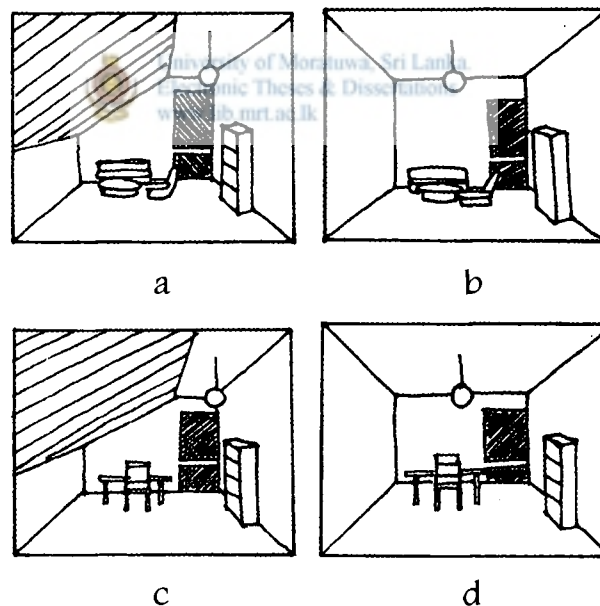 University of Moratuwa, Sri Lanka.
Electronic Theses & Dissertations
www.lib.mrt.ac.lk
a
b
c
d